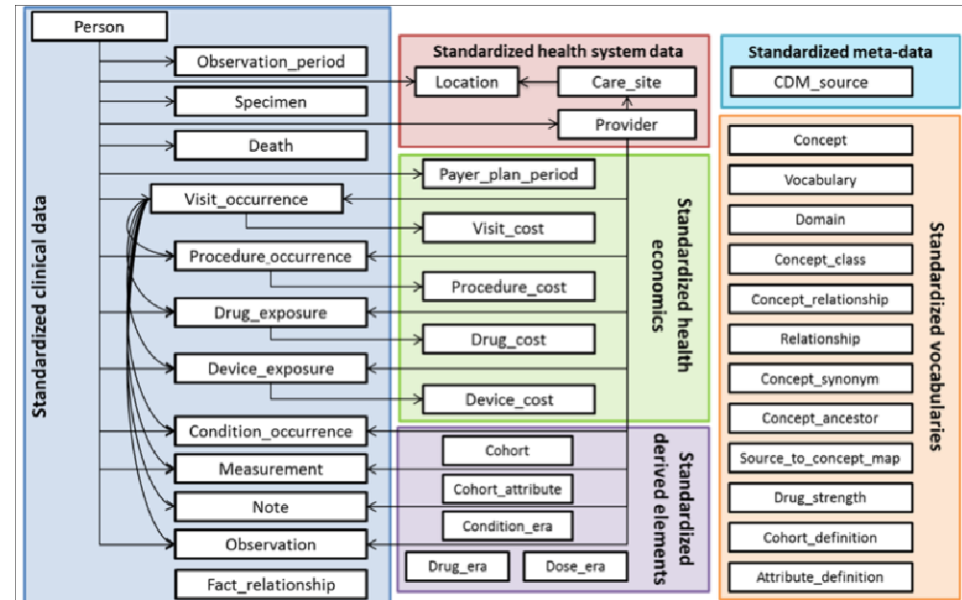 Person
Observation_period
Specimen
Death
Visit_occurrence
Procedure_occurrence
Drug_exposure
Device_exposure
Condition_occurrence
Measurement
Note
Observation
Fact_relationship
Standardized clinical data
Standardized health system data
Location
Care_site
Provider
Payer_plan_period
Visit_cost
Procedure_cost
Drug_cost
Device_cost
Standardized health
economics
Cohort
Cohort_attribute
Condition_era
Drug_era
Dose_era
Standardized
derived elements
Standardized meta-data
CDM_source
Concept
Vocabulary
Domain
Concept_class
Concept_relationship
Relationship
Concept_synonym
Concept_ancestor
Source_to_concept_map
Drug_strength
Cohort_definition
Attribute_definition
Standardized vocabularies